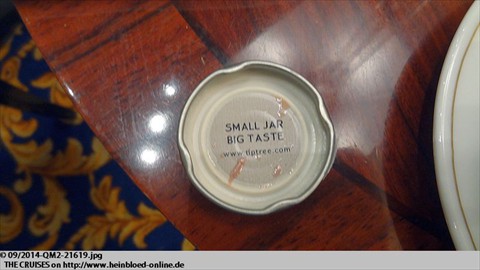 SMALL JAR
BIG TASTE
www.tiptree.com
© 09/2014-QM2-21619.jpg
THE CRUISES on http://www.heinbloed-online.de